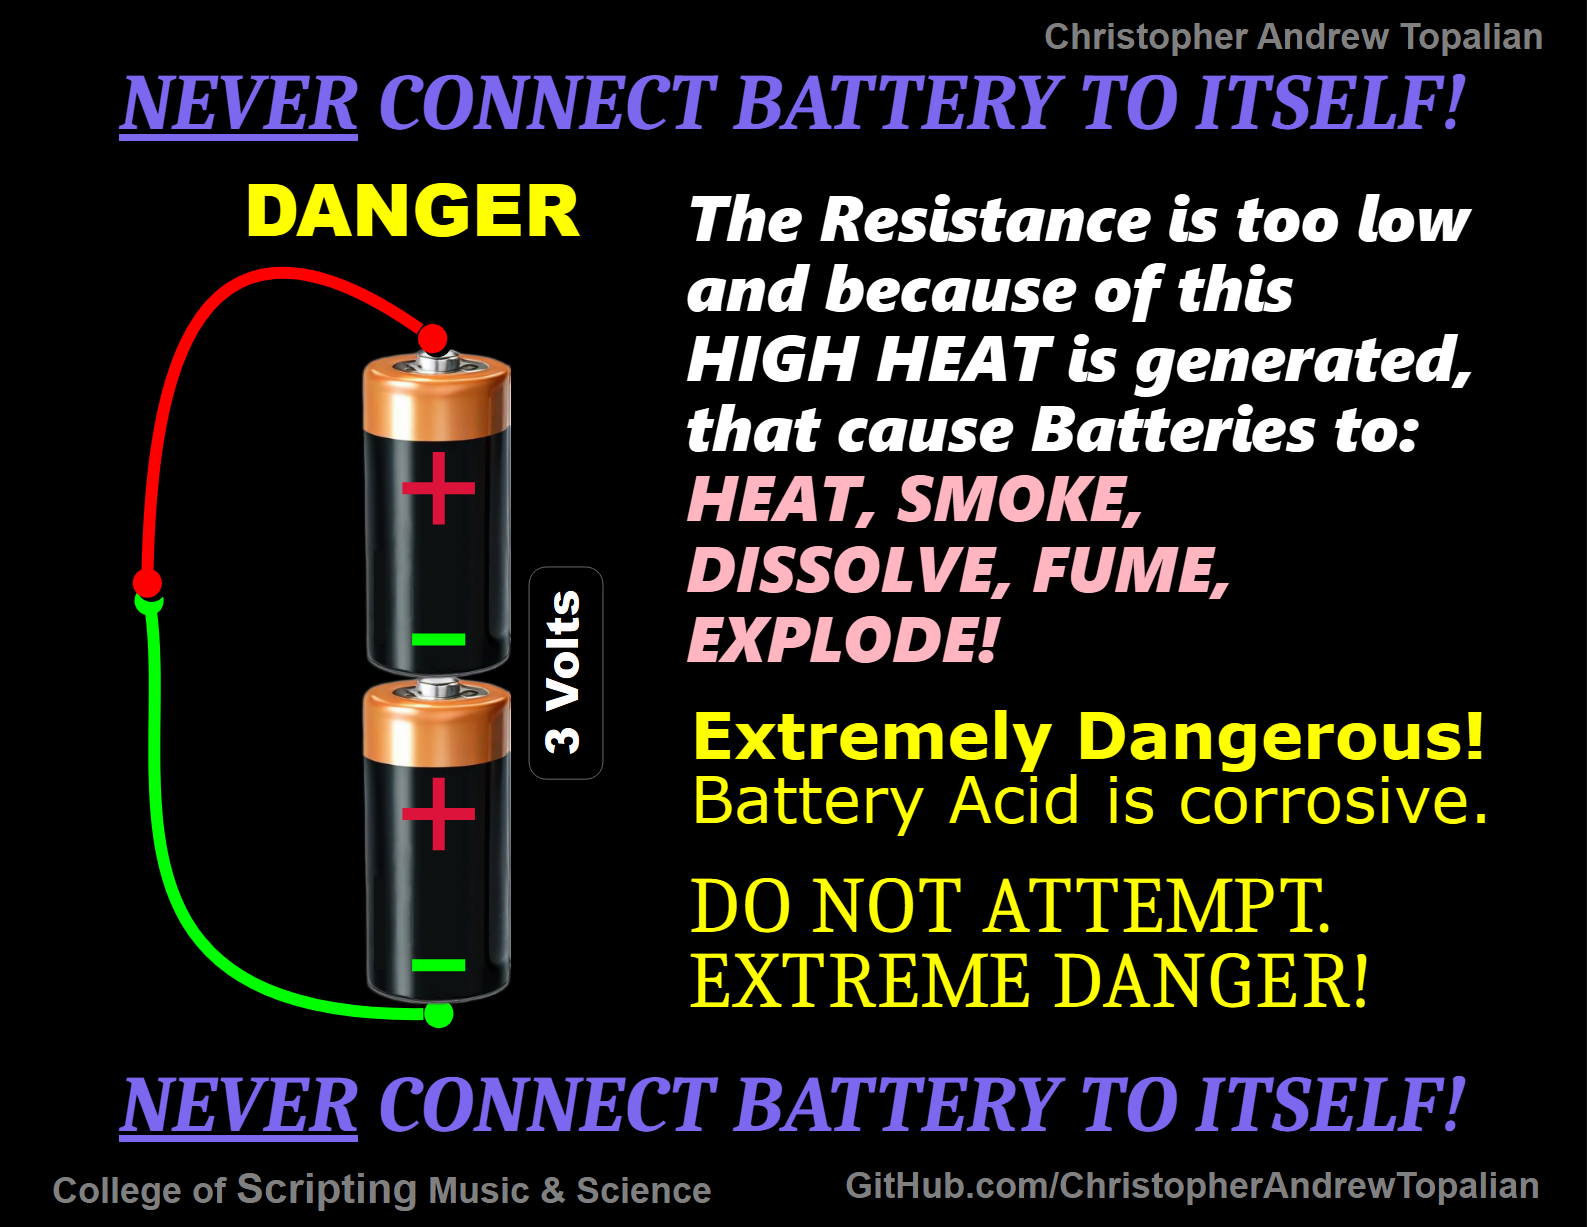 Christopher Andrew Topalian
NEVER CONNECT BATTERY TO ITSELF!
DANGER
+
−
3 Volts
+
−
The Resistance is too low
and because of this
HIGH HEAT is generated,
that cause Batteries to:
HEAT, SMOKE,
DISSOLVE, FUME,
EXPLODE!
Extremely Dangerous!
Battery Acid is corrosive.
DO NOT ATTEMPT.
EXTREME DANGER!
NEVER CONNECT BATTERY TO ITSELF!
College of Scripting Music & Science
GitHub.com/ChristopherAndrewTopalian